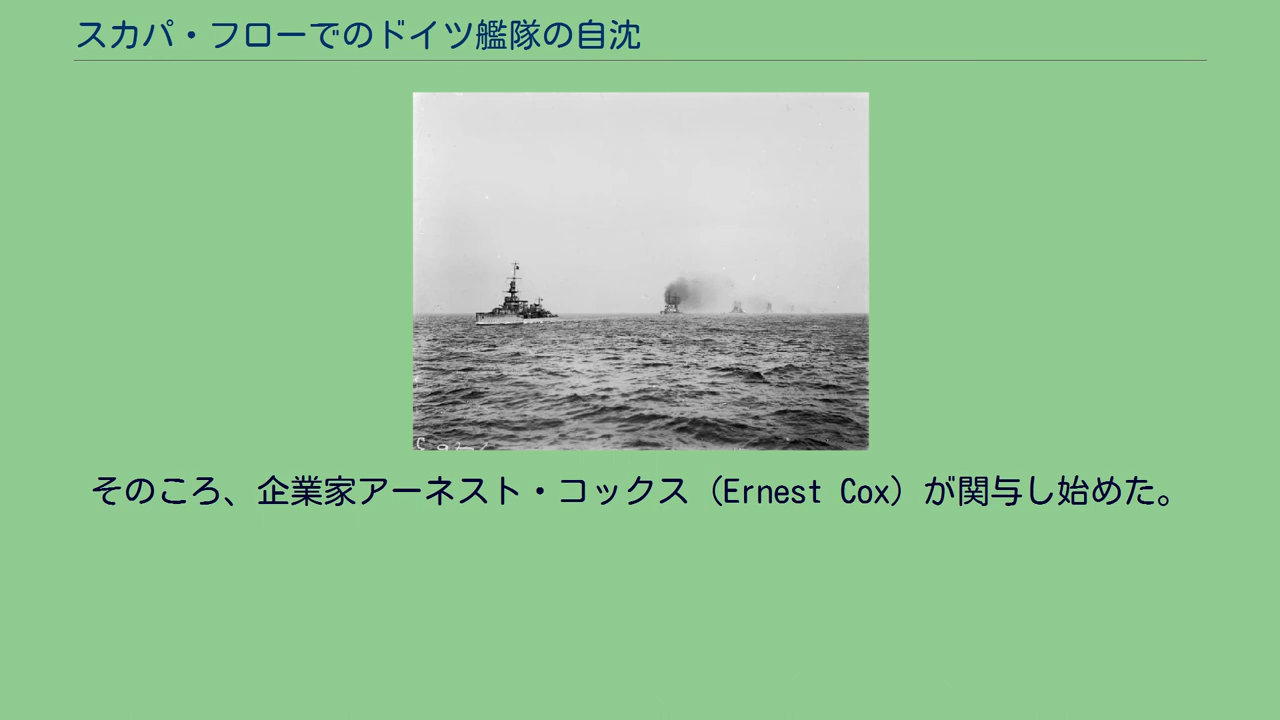 スカパ・フローでのドイツ艦隊の自沈
そのころ、企業家アーネスト・コックス（Ernest Cox）が関与し始めた。